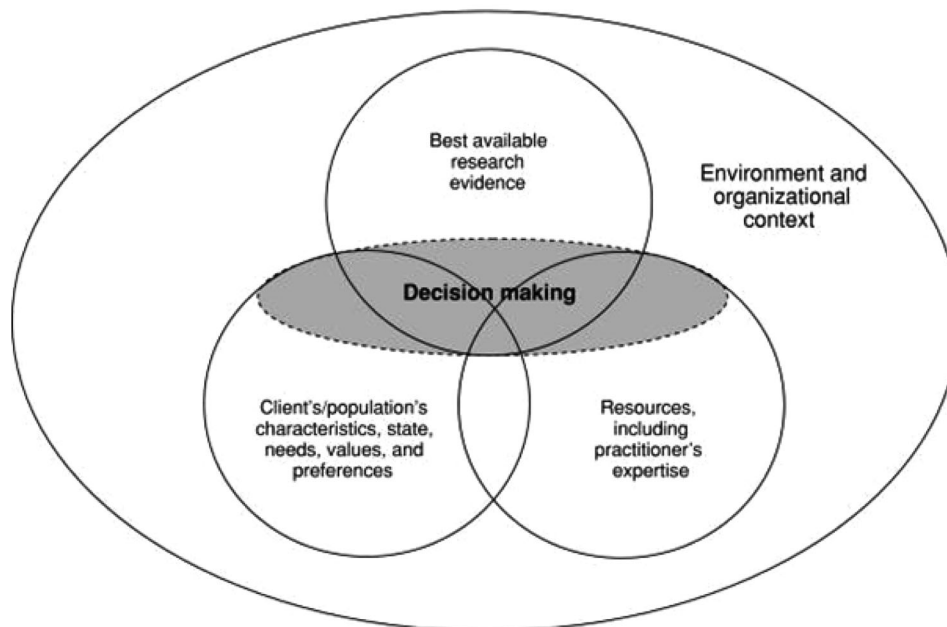 Best available
research
evidence
Environment and
organizational
context
Decision making
Client's/population's
characteristics, state,
needs, values, and
preferences
Resources,
including
practitioner's
expertise